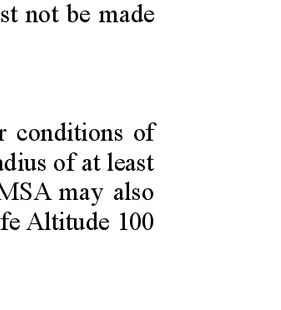 st not be made
r conditions of
adius of at least
MSA may also
fe Altitude 100